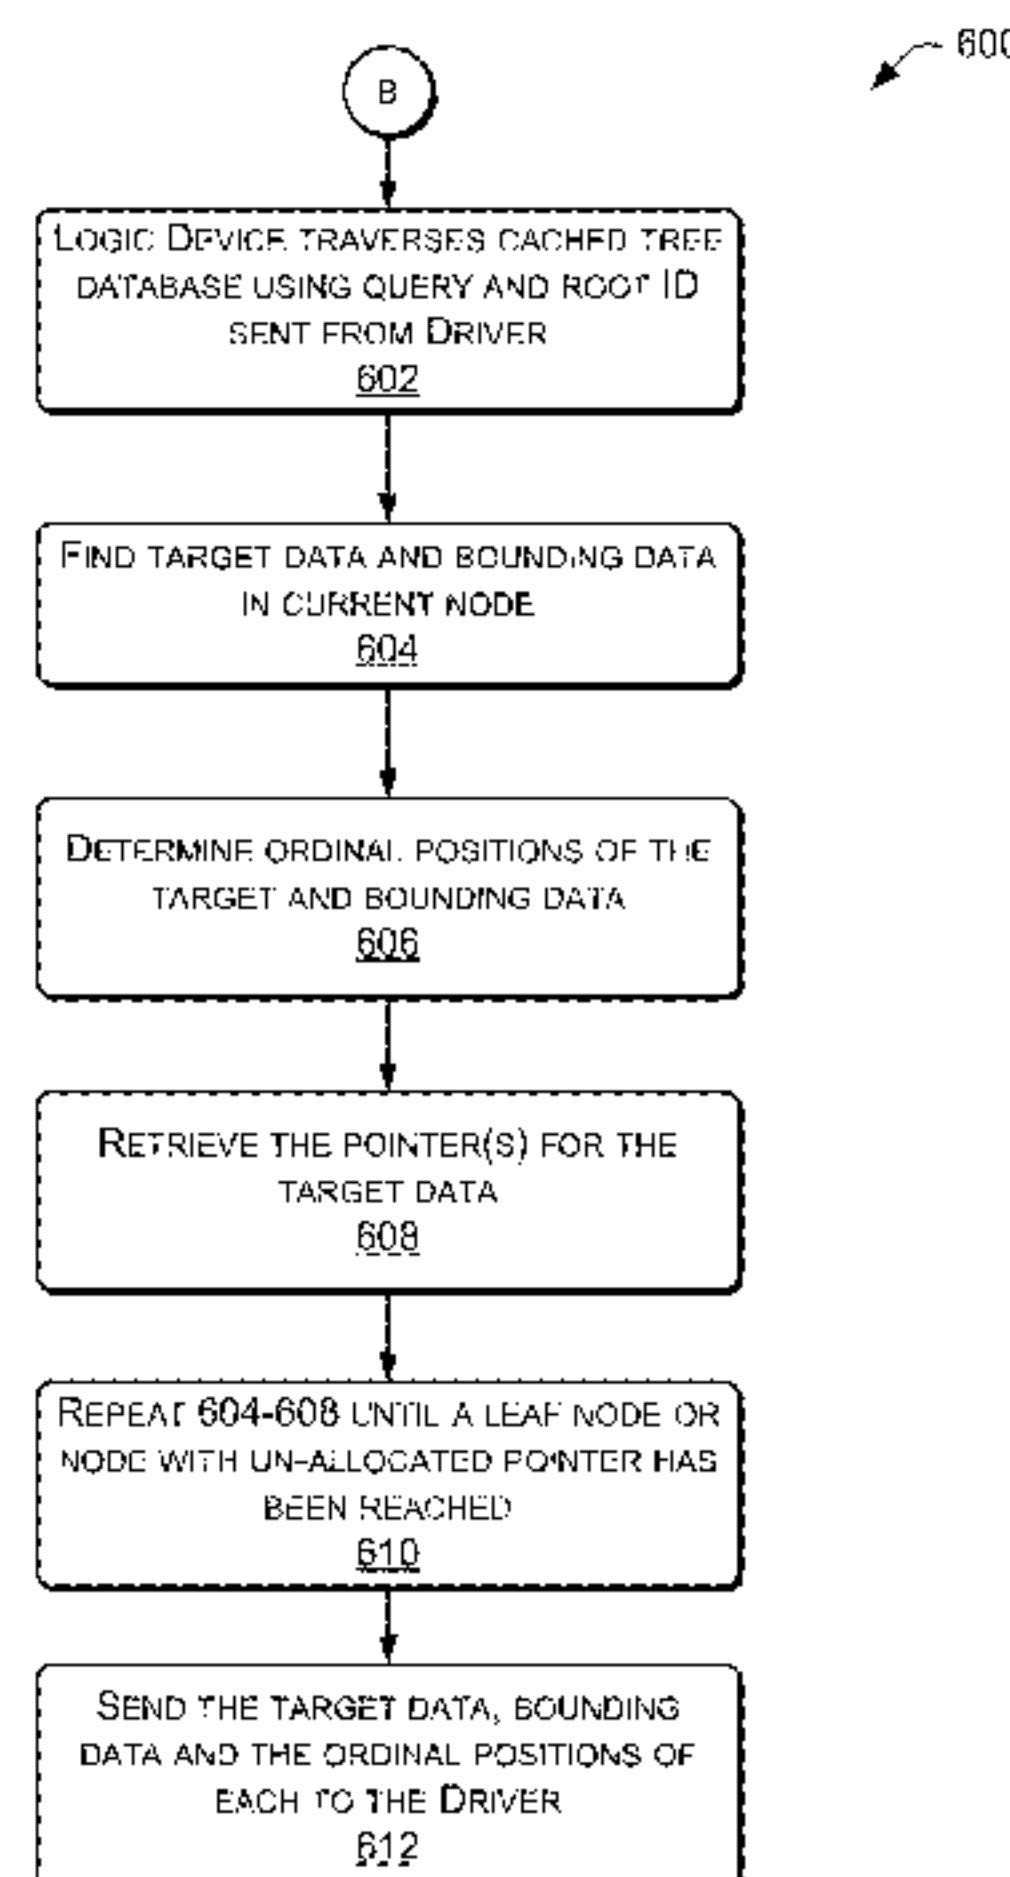 600
B
LOGIC DEVICE TRAVERSES CACHED TREE
DATABASE USING QUERY AND ROOT ID
SENT FROM DRIVER
602
FIND TARGET DATA AND BOUNDING DATA
IN CURRENT NODE
604
DETERMINE ORDINAL POSITIONS OF THE
TARGET AND BOUNDING DATA
606
RETRIEVE THE POINTER(S) FOR THE
TARGET DATA
608
REPEAT 604-608 UNTIL A LEAF NODE OR
NODE WITH UN-ALLOCATED POINTER HAS
BEEN REACHED
610
SEND THE TARGET DATA, BOUNDING
DATA AND THE ORDINAL POSITIONS OF
EACH TO THE DRIVER
612